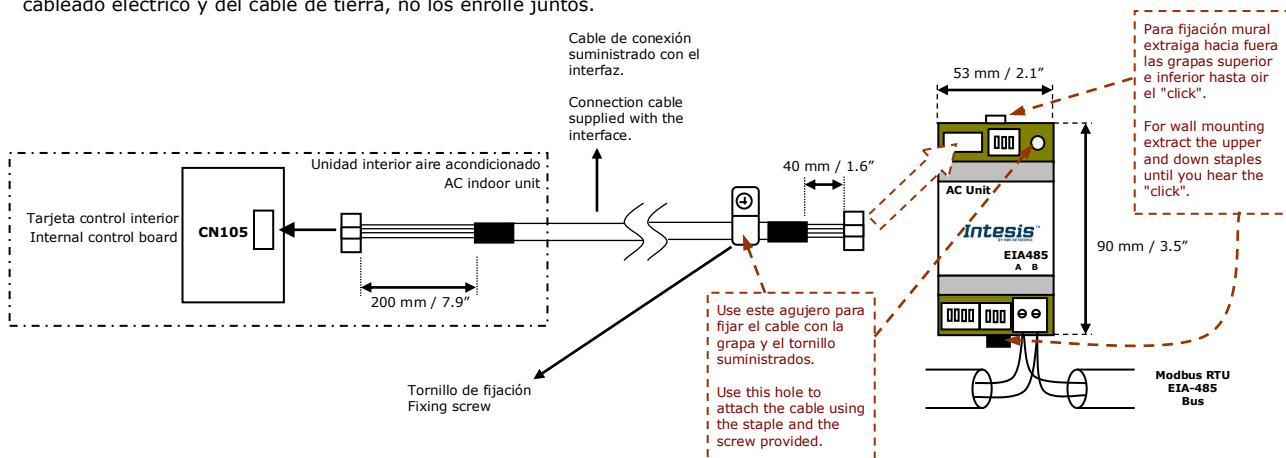 cableado eléctrico y del cable de tierra, no los enrolle juntos.
Cable de conexión
suministrado con el
interfaz.
Connection cable
supplied with the
interface.
Para fijación mural
extraiga hacia fuera
las grapas superior
e inferior hasta oir
el "click".
For wall mounting
extract the upper
and down staples
until you hear the
"click".
53 mm / 2.1”
Unidad interior aire acondicionado
AC indoor unit
40 mm / 1.6”
AC Unit
Tarjeta control interior
Internal control board
CN105
Intesis™
BY HMS NETWORKS
EIA485
A B
90 mm / 3.5”
200 mm / 7.9”
Use este agujero para
fijar el cable con la
grapa y el tornillo
suministrados.
Use this hole to
attach the cable using
the staple and the
screw provided.
Tornillo de fijación
Fixing screw
Modbus RTU
EIA-485
Bus